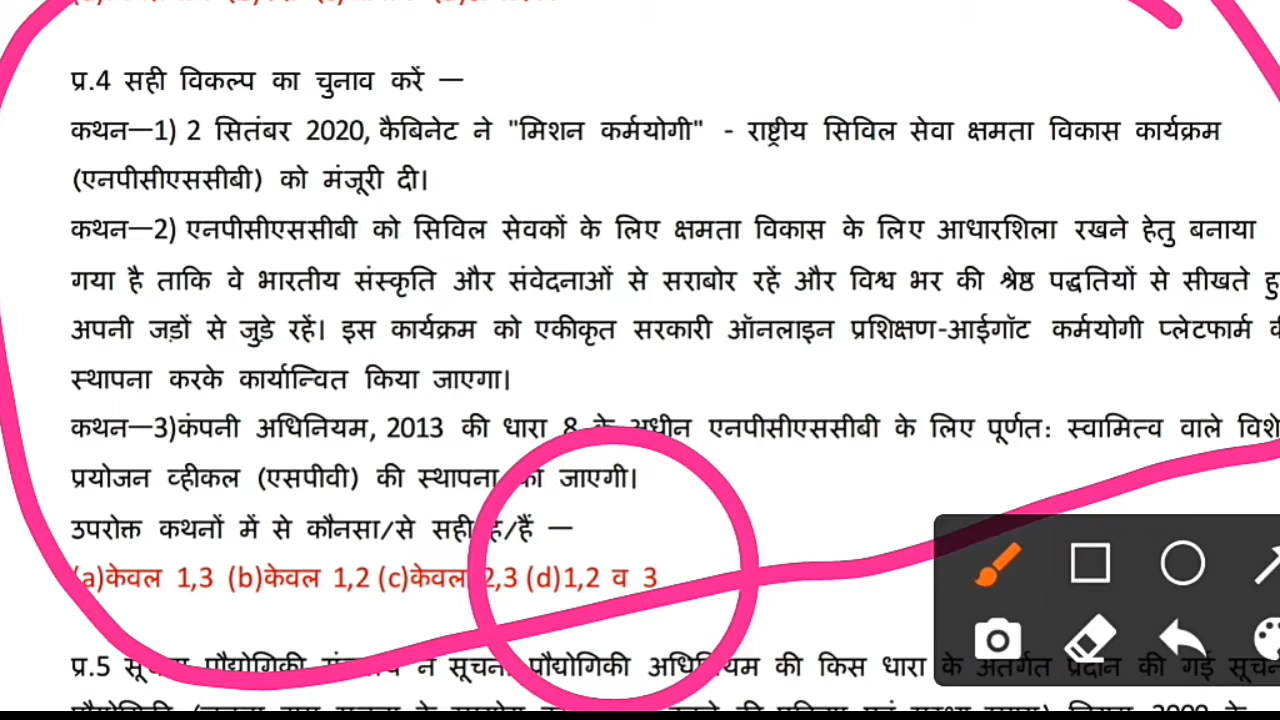 प्र.4 सही विकल्प का चुनाव करें —
कथन—1) 2 सितंबर 2020, कैबिनेट ने "मिशन कर्मयोगी" - राष्ट्रीय सिविल सेवा क्षमता विकास कार्यक्रम
(एनपीसीएससीबी) को मंजूरी दी।
कथन—2) एनपीसीएससीबी को सिविल सेवकों के लिए क्षमता विकास के लिए आधारशिला रखने हेतु बनाया
गया है ताकि वे भारतीय संस्कृति और संवेदनाओं से सराबोर रहें और विश्व भर की श्रेष्ठ पद्धतियों से सीखते
अपनी जड़ों से जुड़े रहें। इस कार्यक्रम को एकीकृत सरकारी ऑनलाइन प्रशिक्षण-आईगॉट कर्मयोगी प्लेटफार्म
स्थापना करके कार्यान्वित किया जाएगा।
कथन—3)कंपनी अधिनियम, 2013 की धारा 8 के अधीन एनपीसीएससीबी के लिए पूर्णतः स्वामित्व वाले
प्रयोजन व्हीकल (एसपीवी) की स्थापना की जाएगी।
उपरोक्त कथनों में से कौनसा/से सही है/हैं —
(a)केवल 1,3 (b)केवल 1,2 (c)केवल 2,3 (d)1,2 व 3
प्र.5 सूचना प्रौद्योगिकी ने सूचना प्रौद्योगिकी अधिनियम की किस धारा के अंतर्गत प्रदान की गई